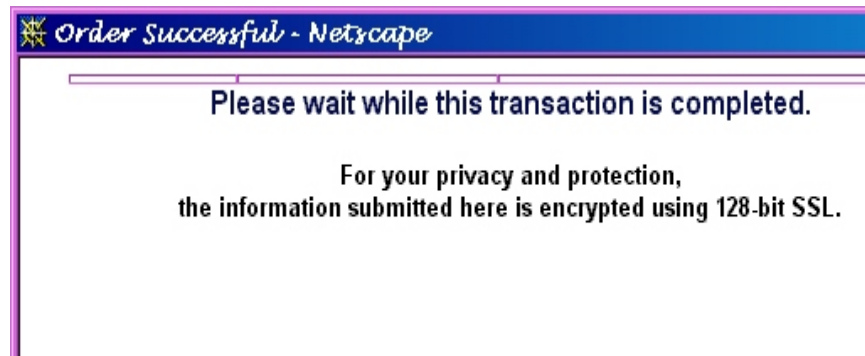 Order Successful - Netscape
Please wait while this transaction is completed.
For your privacy and protection,
the information submitted here is encrypted using 128-bit SSL.